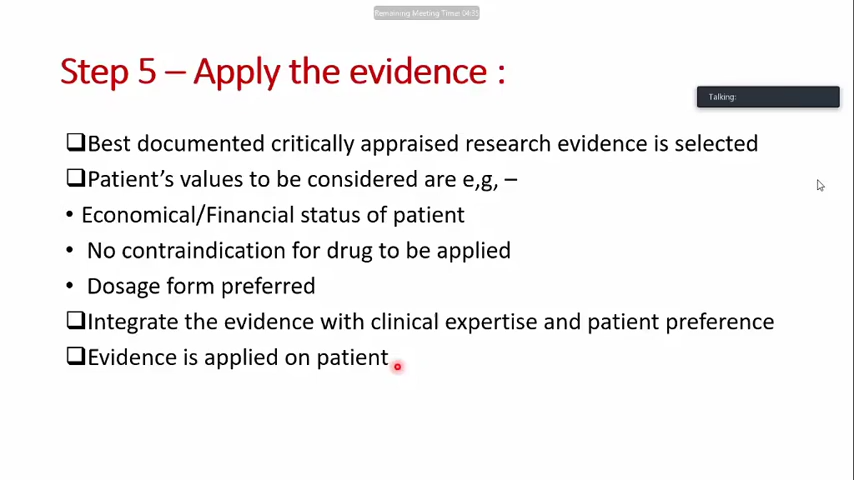 Remaining Meeting Time: 04:33
Step 5 – Apply the evidence :
Talking:
❑Best documented critically appraised research evidence is selected
❑Patient’s values to be considered are e,g, –
• Economical/Financial status of patient
• No contraindication for drug to be applied
• Dosage form preferred
❑Integrate the evidence with clinical expertise and patient preference
❑Evidence is applied on patient